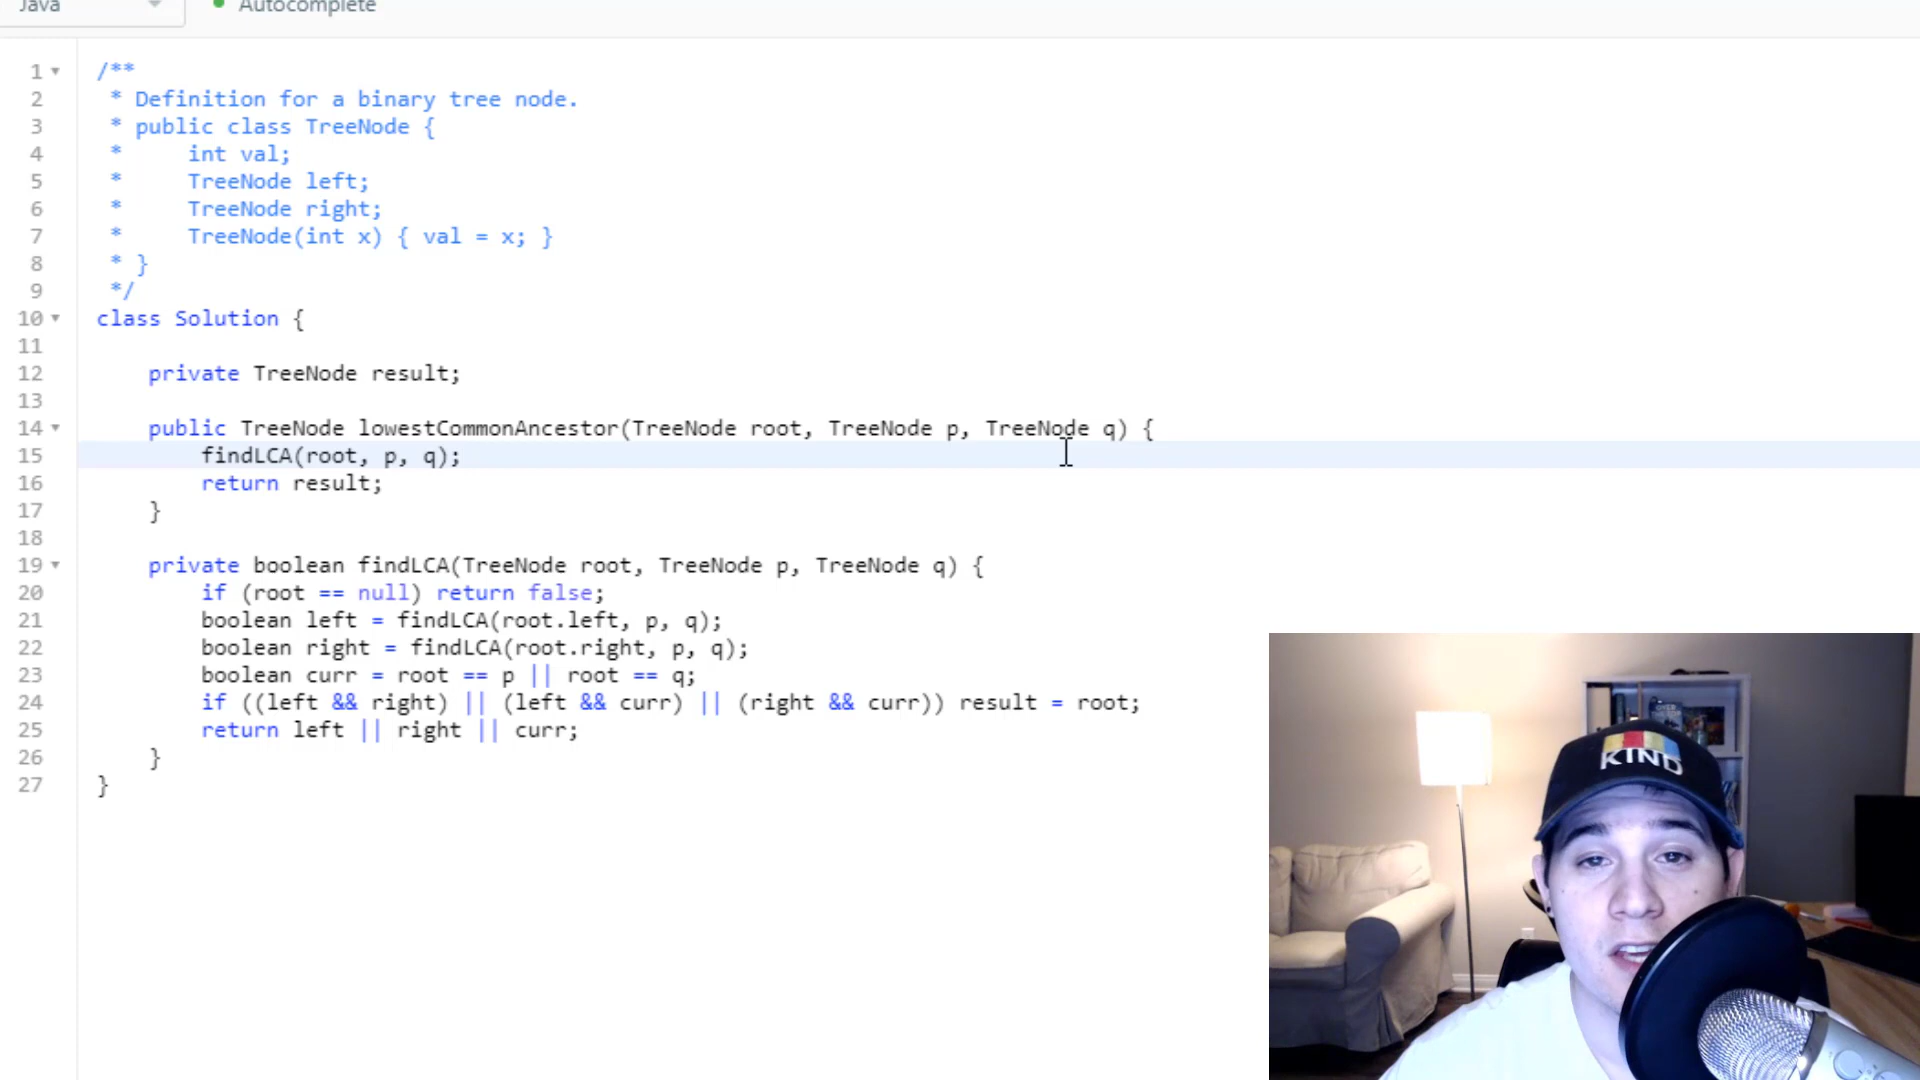 Java
Autocomplete
1 /**
2 * Definition for a binary tree node.
3 * public class TreeNode {
4 *     int val;
5 *     TreeNode left;
6 *     TreeNode right;
7 *     TreeNode(int x) { val = x; }
8 * }
9 */
10 class Solution {
11
12     private TreeNode result;
13
14     public TreeNode lowestCommonAncestor(TreeNode root, TreeNode p, TreeNode q) {
15         findLCA(root, p, q);
16         return result;
17     }
18
19     private boolean findLCA(TreeNode root, TreeNode p, TreeNode q) {
20         if (root == null) return false;
21         boolean left = findLCA(root.left, p, q);
22         boolean right = findLCA(root.right, p, q);
23         boolean curr = root == p || root == q;
24         if ((left && right) || (left && curr) || (right && curr)) result = root;
25         return left || right || curr;
26     }
27 }
KIND